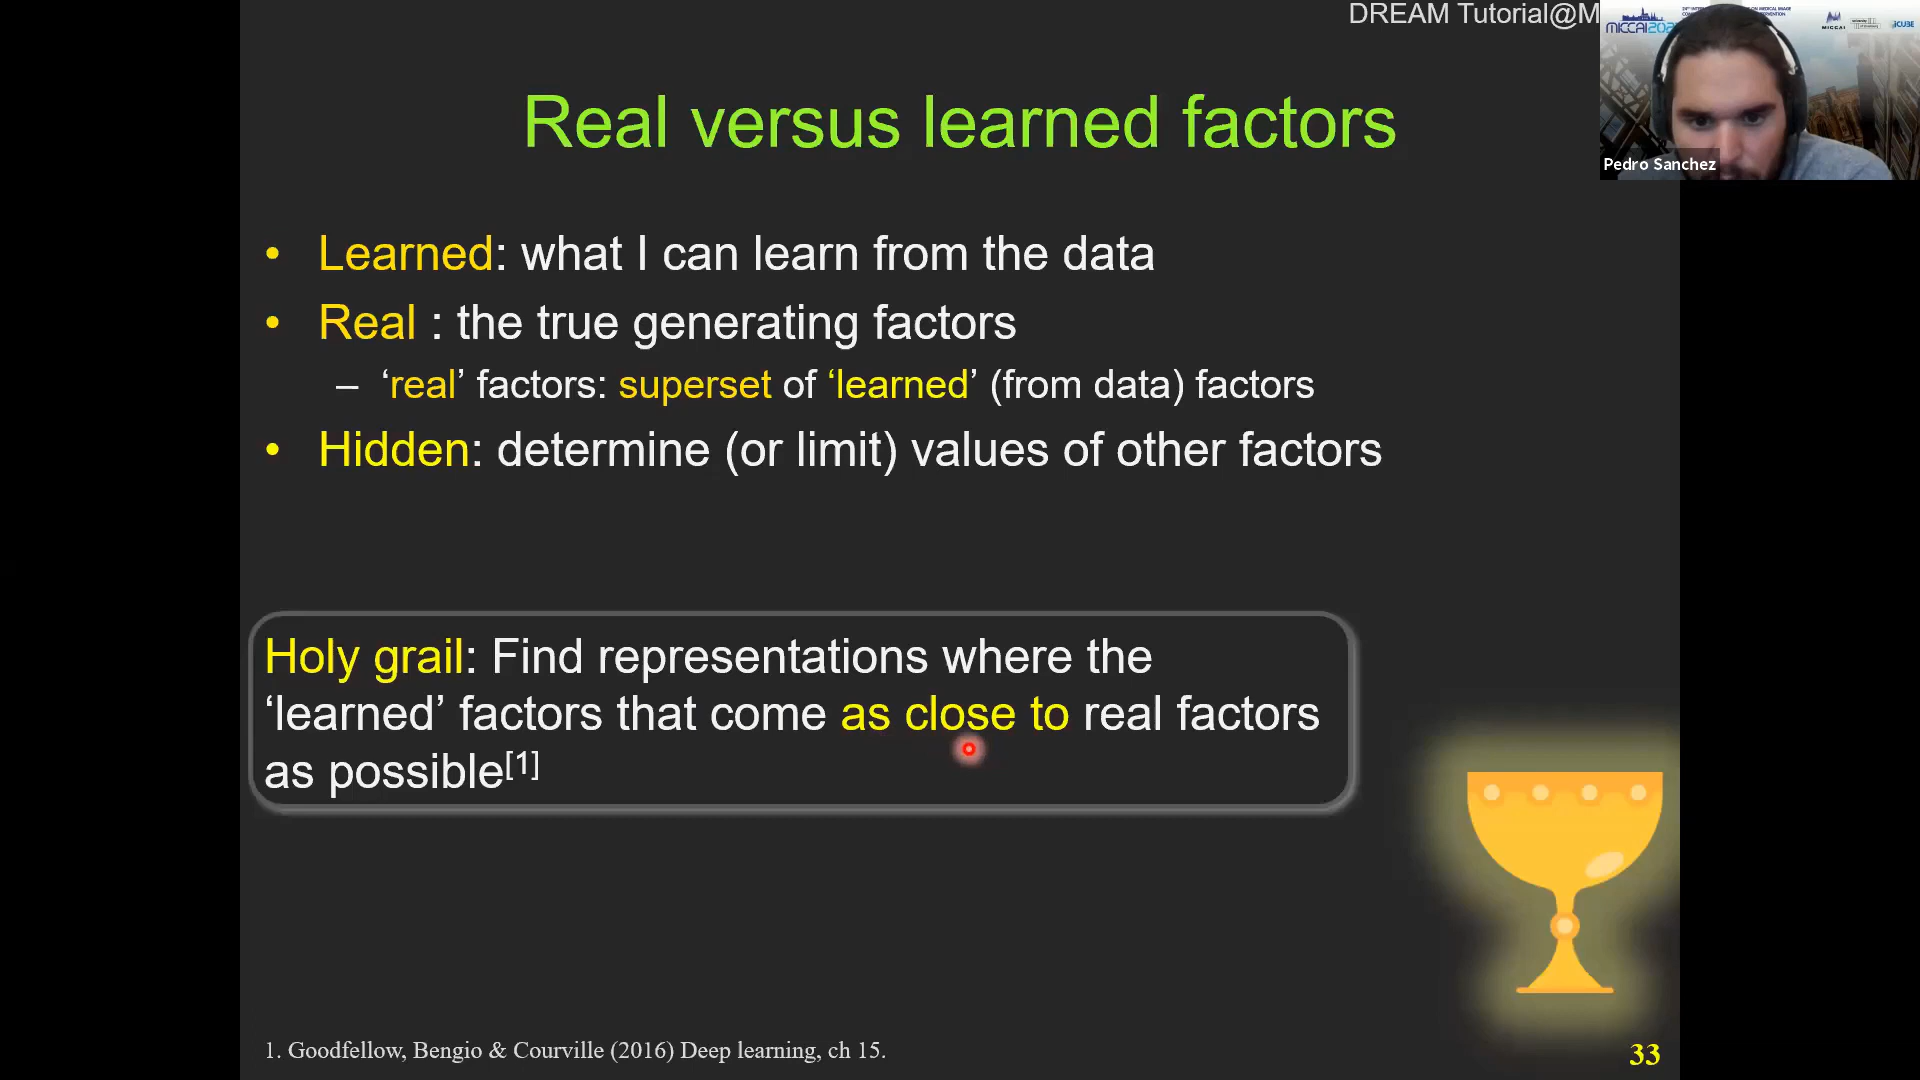 DREAM Tutorial@M
MICCAI202
MICCAI
iCUBE
Pedro Sanchez
Real versus learned factors
• Learned: what I can learn from the data
• Real : the true generating factors
– ‘real’ factors: superset of ‘learned’ (from data) factors
• Hidden: determine (or limit) values of other factors
Holy grail: Find representations where the
‘learned’ factors that come as close to real factors
as possible[1]
1. Goodfellow, Bengio & Courville (2016) Deep learning, ch 15.
33